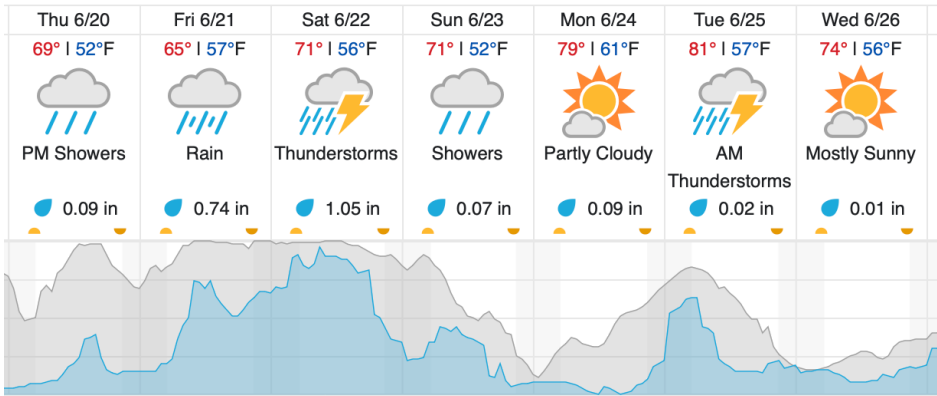 Thu 6/20 Fri 6/21 Sat 6/22 Sun 6/23 Mon 6/24 Tue 6/25 Wed 6/26
69° | 52°F 65° | 57°F 71° | 56°F 71° | 52°F 79° | 61°F 81° | 57°F 74° | 56°F
PM Showers Rain Thunderstorms Showers Partly Cloudy AM Mostly Sunny
Thunderstorms
0.09 in 0.74 in 1.05 in 0.07 in 0.09 in 0.02 in 0.01 in